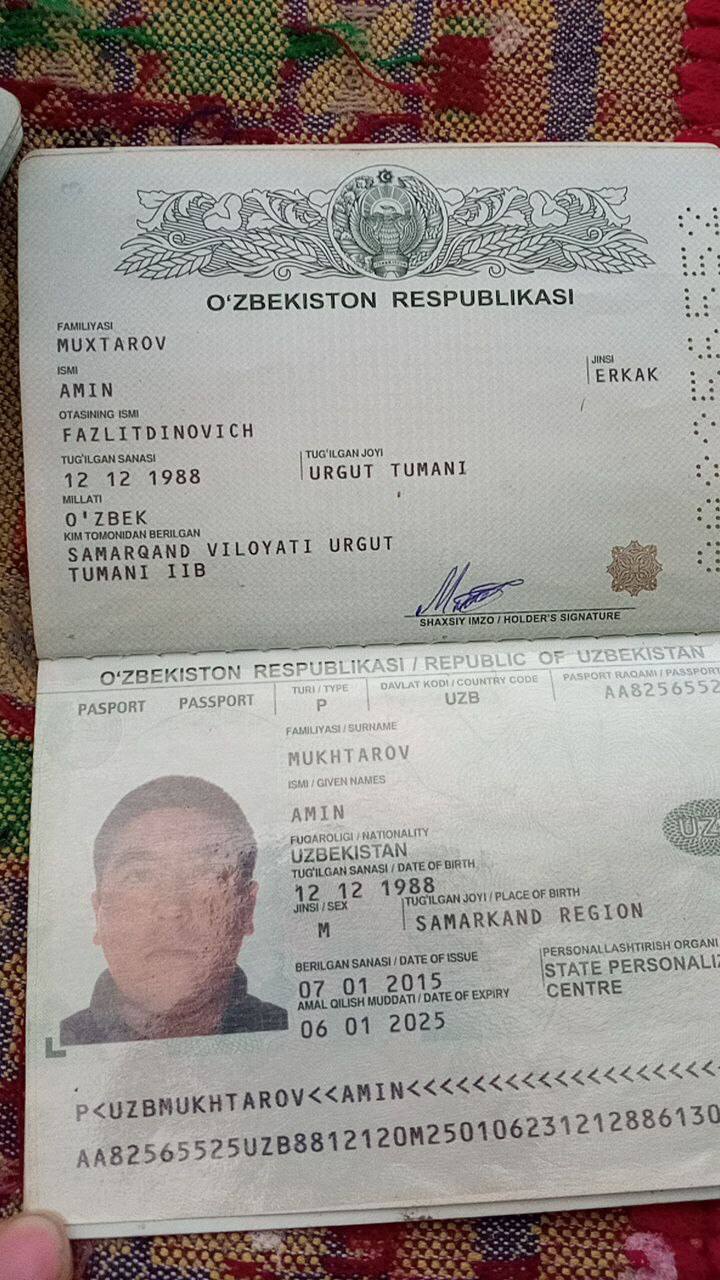 O‘ZBEKISTON RESPUBLIKASI
FAMILIYASI
MUXTAROV
ISMI
AMIN
JINSI
ERKAK
OTASINING ISMI
FAZLITDINOVICH
TUG‘ILGAN SANASI
12 12 1988
TUG‘ILGAN JOYI
URGUT TUMANI
MILLATI
O'ZBEK
KIM TOMONIDAN BERILGAN
SAMARQAND VILOYATI URGUT
TUMANI IIB
SHAXSIY IMZO / HOLDER'S SIGNATURE
O‘ZBEKISTON RESPUBLIKASI / REPUBLIC OF UZBEKISTAN
PASPORT PASSPORT
TURI / TYPE
P
DAVLAT KODI / COUNTRY CODE
UZB
PASPORT RAQAMI / PASSPORT
AA8256552
FAMILIYASI / SURNAME
MUKHTAROV
ISMI / GIVEN NAMES
AMIN
FUQAROLIGI / NATIONALITY
UZBEKISTAN
UZ
TUG‘ILGAN SANASI / DATE OF BIRTH
12 12 1988
JINSI / SEX
M
TUG‘ILGAN JOYI / PLACE OF BIRTH
SAMARKAND REGION
BERILGAN SANASI / DATE OF ISSUE
07 01 2015
PERSONALLASHTIRISH ORGANI
STATE PERSONALIZ
CENTRE
AMAL QILISH MUDDATI / DATE OF EXPIRY
06 01 2025
P<UZBMUKHTAROV<<AMIN<<<<<<<<<<<<<<<<<<<<
AA82565525UZB8812120M250106231212886130